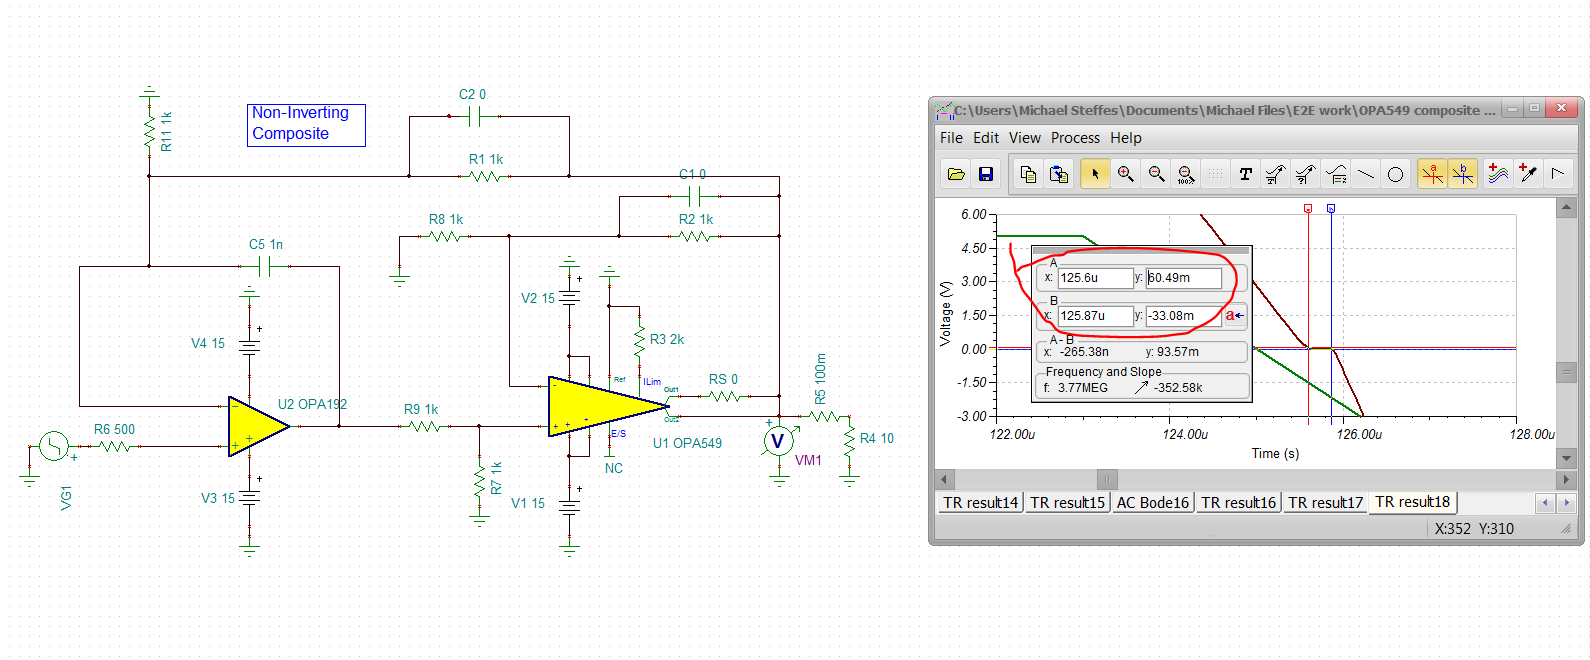 Non-Inverting
Composite
R11 1k
C2 0
R1 1k
C1 0
R8 1k
R2 1k
C5 1n
V2 15
+
V4 15
+
R3 2k
Ref
ILim
Out1
RS 0
Out2
R5 100m
U2 OPA192
R9 1k
U1 OPA549
E/S
NC
V
+
VM1
R4 10
R6 500
+
VG1
R7 1k
V3 15
+
V1 15
+
C:\Users\Michael Steffes\Documents\Michael Files\E2E work\OPA549 composite ...
File Edit View Process Help
100%
T
a
b
6.00
4.50
3.00
1.50
0.00
-1.50
-3.00
Voltage (V)
A
x: 125.6u y: 60.49m
B
x: 125.87u y: -33.08m
a
A - B
x: -265.38n y: 93.57m
Frequency and Slope
f: 3.77MEG -352.58k
122.00u 124.00u 126.00u 128.00u
Time (s)
TR result14 TR result15 AC Bode16 TR result16 TR result17 TR result18
X:352 Y:310